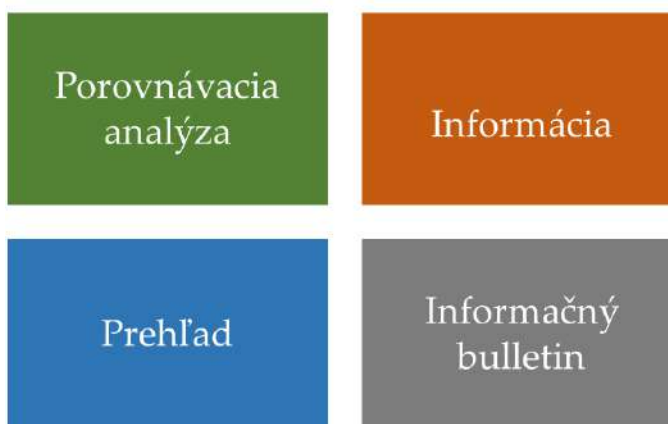 Porovnávacia
analýza
Informácia
Prehľad
Informačný
bulletin